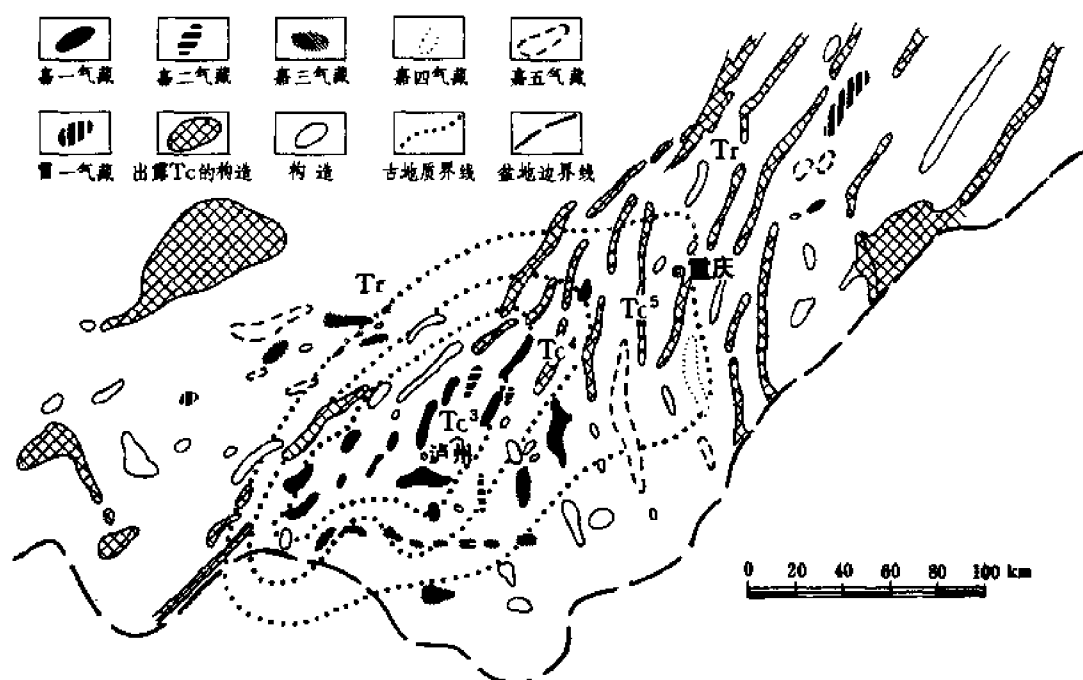 嘉一气藏 嘉二气藏 嘉三气藏 嘉四气藏 嘉五气藏
雷一气藏 出露Tc的构造 构造 古地质界线 盆地边界线
Tr
重庆
Tr
Tc⁵
Tc
Tc³
泸州
0 20 40 60 80 100 km